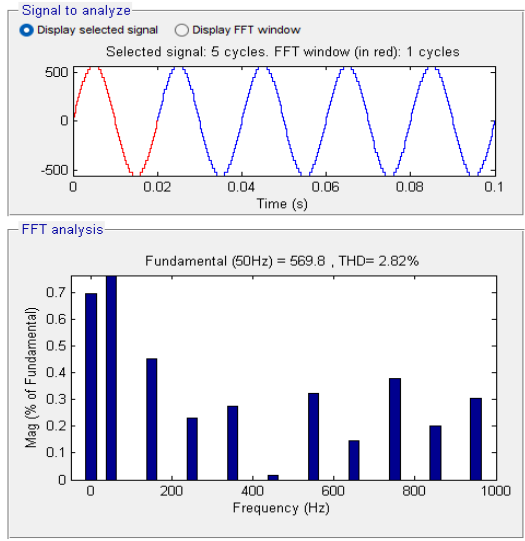 Signal to analyze
Display selected signal Display FFT window
Selected signal: 5 cycles. FFT window (in red): 1 cycles
500
0
-500
0 0.02 0.04 0.06 0.08 0.1
Time (s)
FFT analysis
Fundamental (50Hz) = 569.8 , THD= 2.82%
Mag (% of Fundamental)
0.7
0.6
0.5
0.4
0.3
0.2
0.1
0
0 200 400 600 800 1000
Frequency (Hz)